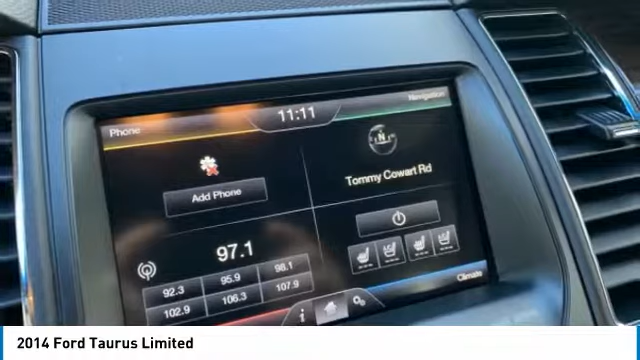 Phone
11:11
Navigation
N
Add Phone
Tommy Cowart Rd
97.1
92.3 95.9 98.1
102.9 106.3 107.9
i
Climate
2014 Ford Taurus Limited